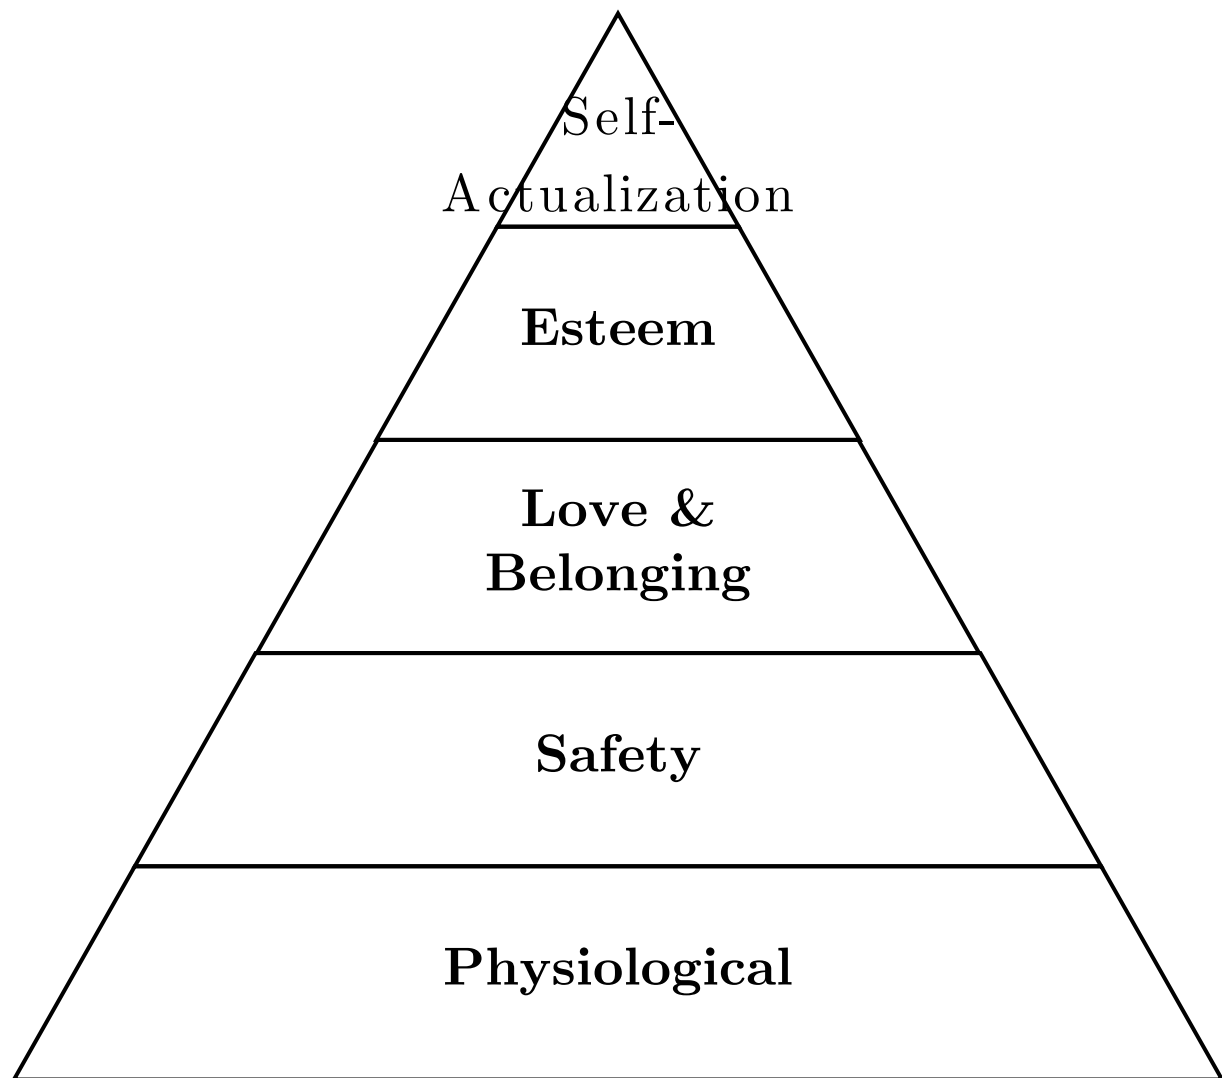 Self-
Actualization
Esteem
Love &
Belonging
Safety
Physiological